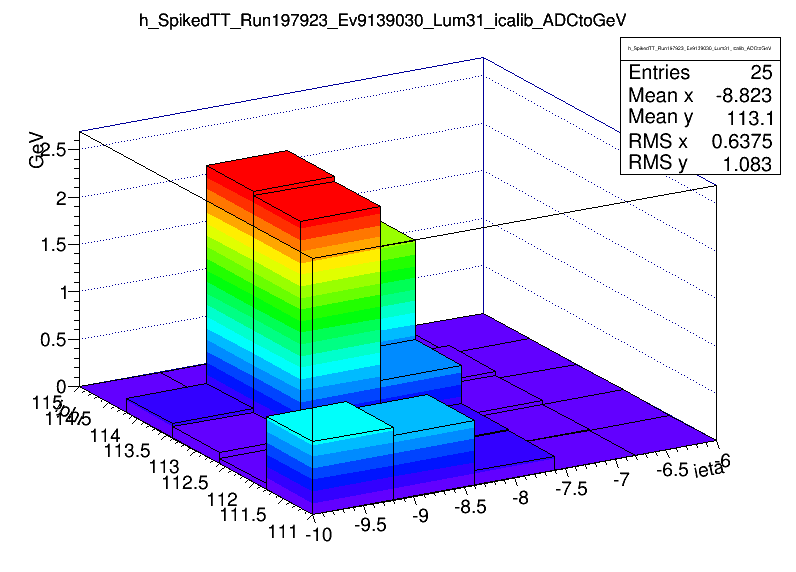 h_SpikedTT_Run197923_Ev9139030_Lum31_icalib_ADCtoGeV
h_SpikedTT_Run197923_Ev9139030_Lum31_icalib_ADCtoGeV
Entries 25
Mean x -8.823
Mean y 113.1
RMS x 0.6375
RMS y 1.083
GeV
2.5
2
1.5
1
0.5
0
115
114.5
114
113.5
113
112.5
112
111.5
111
iphi
-10
-9.5
-9
-8.5
-8
-7.5
-7
-6.5
-6
ieta